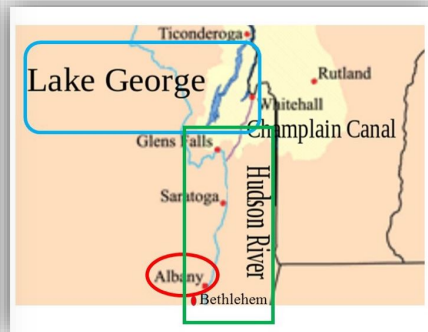 Ticonderoga
Lake George
Rutland
Whitehall
Champlain Canal
Glens Falls
Hudson River
Saratoga
Albany
Bethlehem